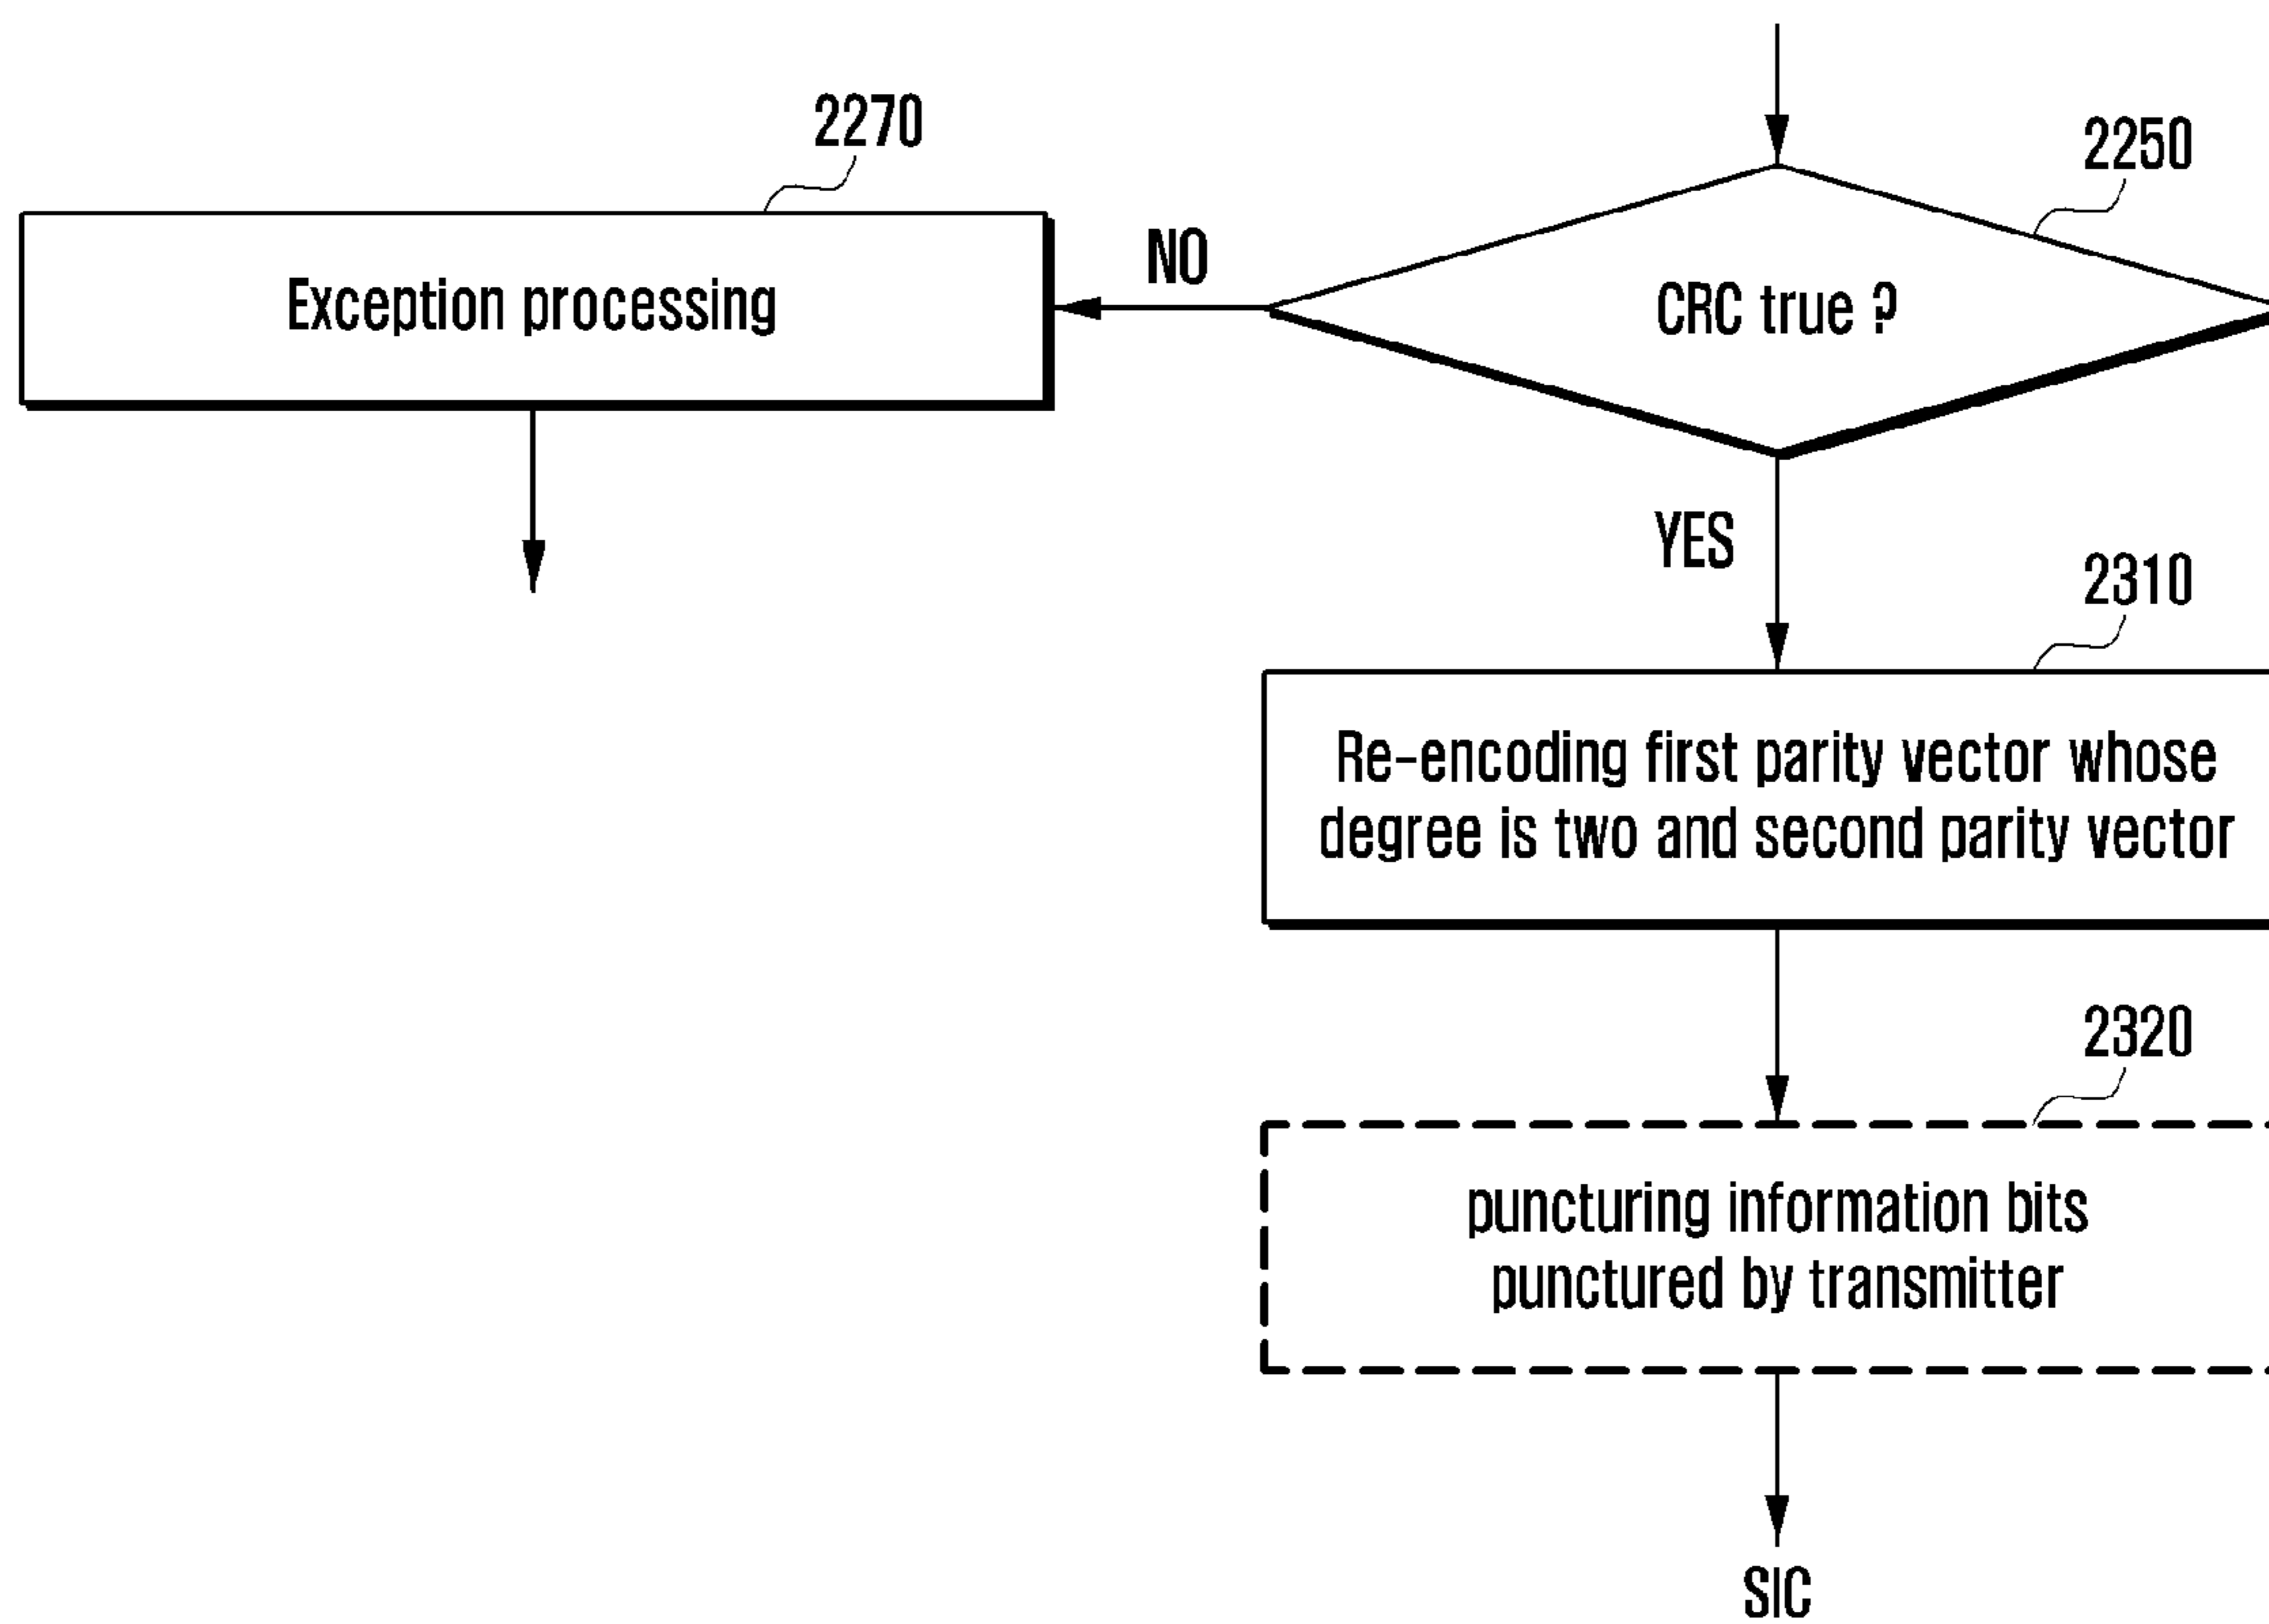 2270
2250
NO
Exception processing
CRC true ?
YES
2310
Re-encoding first parity vector whose
degree is two and second parity vector
2320
puncturing information bits
punctured by transmitter
SIC